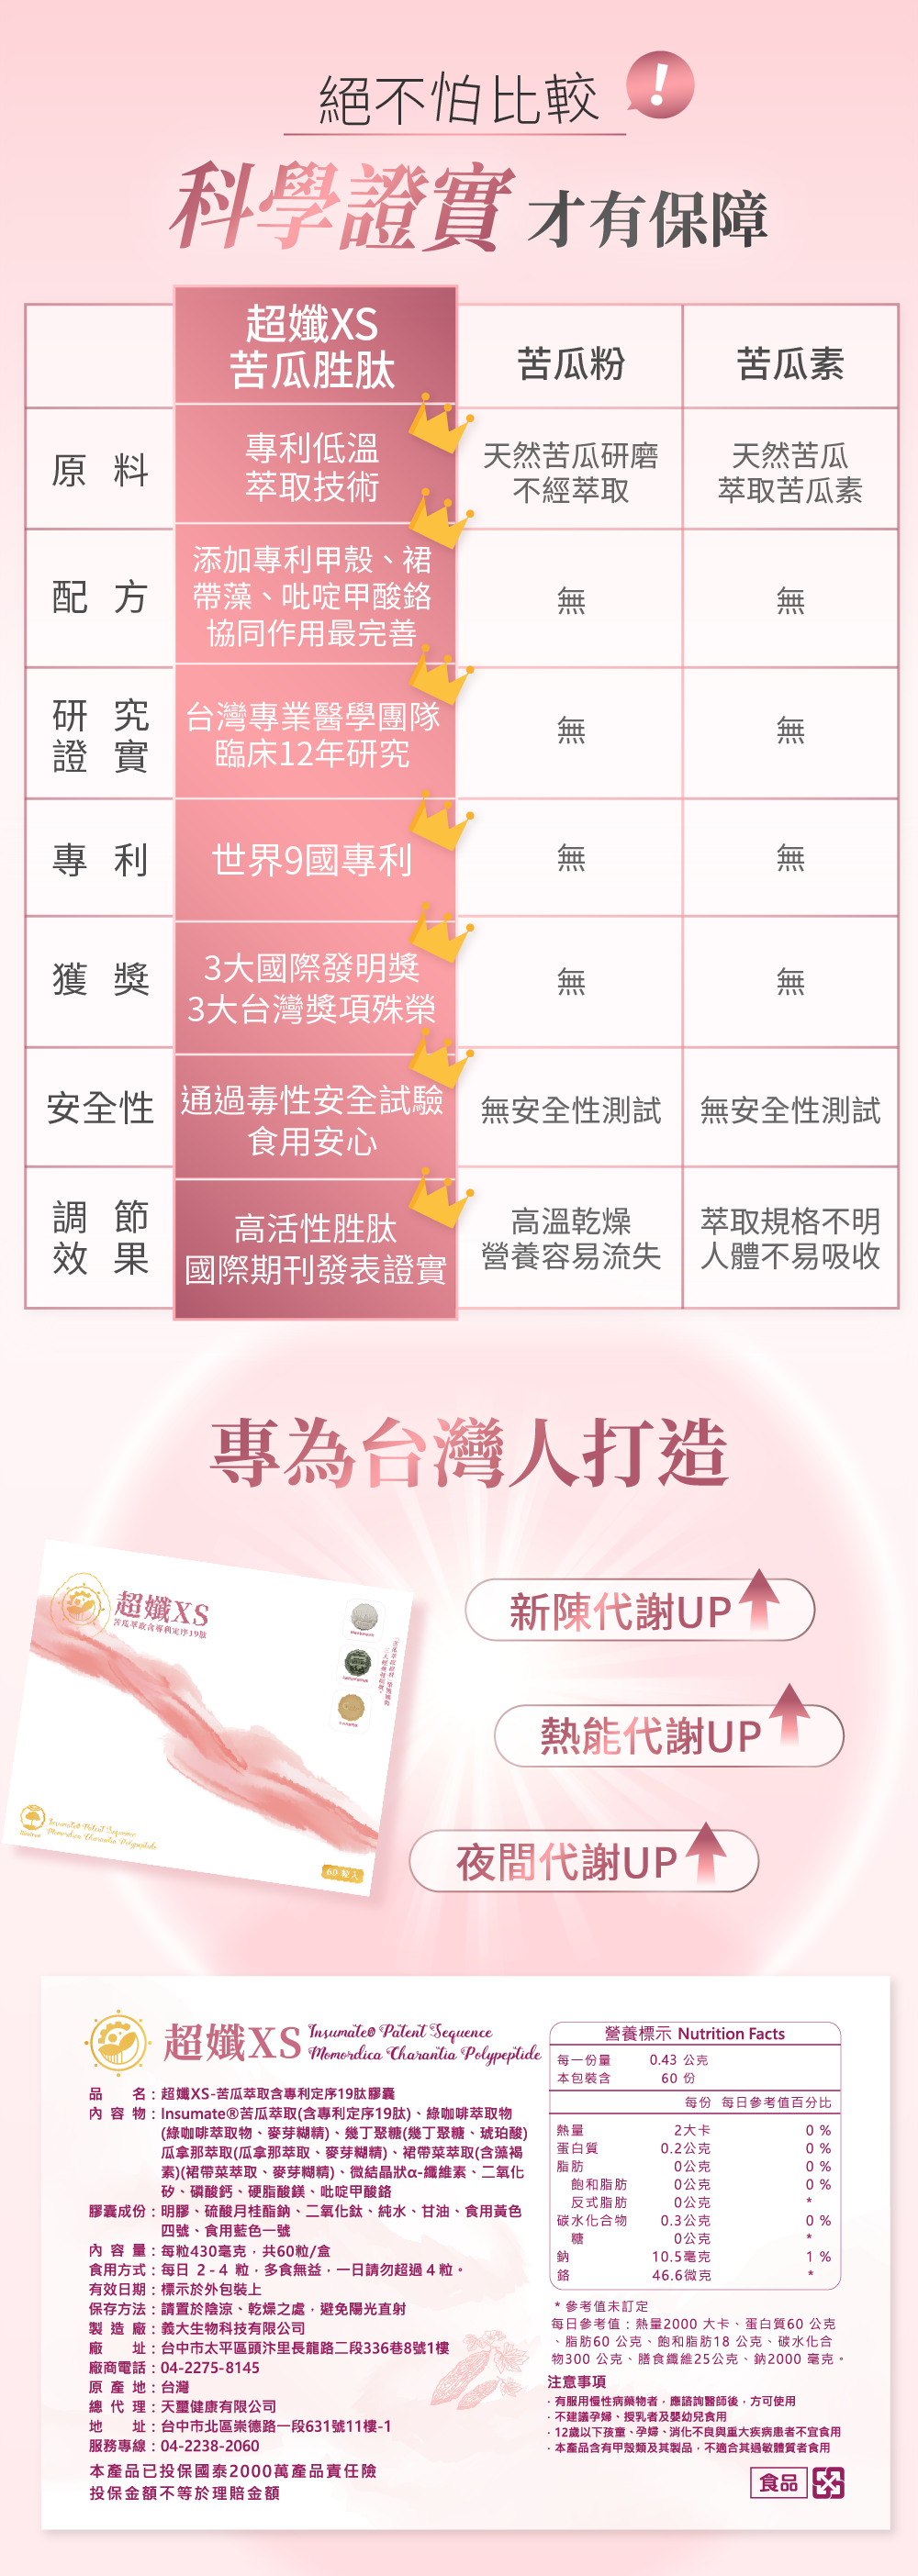 絕不怕比較
!
科學證實 才有保障
超孅XS
苦瓜胜肽
苦瓜粉
苦瓜素
原 料
專利低溫
萃取技術
天然苦瓜研磨
不經萃取
天然苦瓜
萃取苦瓜素
配 方
添加專利甲殼、裙
帶藻、吡啶甲酸鉻
協同作用最完善
無
無
研 究
證 實
台灣專業醫學團隊
臨床12年研究
無
無
專 利
世界9國專利
無
無
獲 獎
3大國際發明獎
3大台灣獎項殊榮
無
無
安全性
通過毒性安全試驗
食用安心
無安全性測試
無安全性測試
調 節
效 果
高活性胜肽
國際期刊發表證實
高溫乾燥
營養容易流失
萃取規格不明
人體不易吸收
專為台灣人打造
超孅XS
苦瓜萃取含專利定序19肽
Insumate® Patent Sequence
Momordica Charantia Polypeptide
60 錠入
新陳代謝UP
熱能代謝UP
夜間代謝UP
超孅XS
Insumate® Patent Sequence
Momordica Charantia Polypeptide
品 名：超孅XS-苦瓜萃取含專利定序19肽膠囊
內 容 物：Insumate®苦瓜萃取(含專利定序19肽)、綠咖啡萃取物
(綠咖啡萃取物、麥芽糊精)、幾丁聚糖(幾丁聚糖、琥珀酸)
瓜拿那萃取(瓜拿那萃取、麥芽糊精)、裙帶菜萃取(含藻褐
素)(裙帶菜萃取、麥芽糊精)、微結晶狀α-纖維素、二氧化
矽、磷酸鈣、硬脂酸鎂、吡啶甲酸鉻
膠囊成份：明膠、硫酸月桂酯鈉、二氧化鈦、純水、甘油、食用黃色
四號、食用藍色一號
內 容 量：每粒430毫克，共60粒/盒
食用方式：每日 2 - 4 粒，多食無益，一日請勿超過 4 粒。
有效日期：標示於外包裝上
保存方法：請置於陰涼、乾燥之處，避免陽光直射
製 造 廠：義大生物科技有限公司
廠 址：台中市太平區頭汴里長龍路二段336巷8號1樓
廠商電話：04-2275-8145
原 產 地：台灣
總 代 理：天璽健康有限公司
地 址：台中市北區崇德路一段631號11樓-1
服務專線：04-2238-2060
本產品已投保國泰2000萬產品責任險
投保金額不等於理賠金額
營養標示 Nutrition Facts
每一份量 0.43 公克
本包裝含 60 份
每份 每日參考值百分比
熱量 2大卡 0 %
蛋白質 0.2公克 0 %
脂肪 0公克 0 %
飽和脂肪 0公克 0 %
反式脂肪 0公克 *
碳水化合物 0.3公克 0 %
糖 0公克 *
鈉 10.5毫克 1 %
鉻 46.6微克 *
* 參考值未訂定
每日參考值：熱量2000 大卡、蛋白質60 公克
、脂肪60 公克、飽和脂肪18 公克、碳水化合
物300 公克、膳食纖維25公克、鈉2000 毫克。
注意事項
‧有服用慢性病藥物者，應諮詢醫師後，方可使用
‧不建議孕婦、授乳者及嬰幼兒食用
‧12歲以下孩童、孕婦、消化不良與重大疾病患者不宜食用
‧本產品含有甲殼類及其製品，不適合其過敏體質者食用
食品